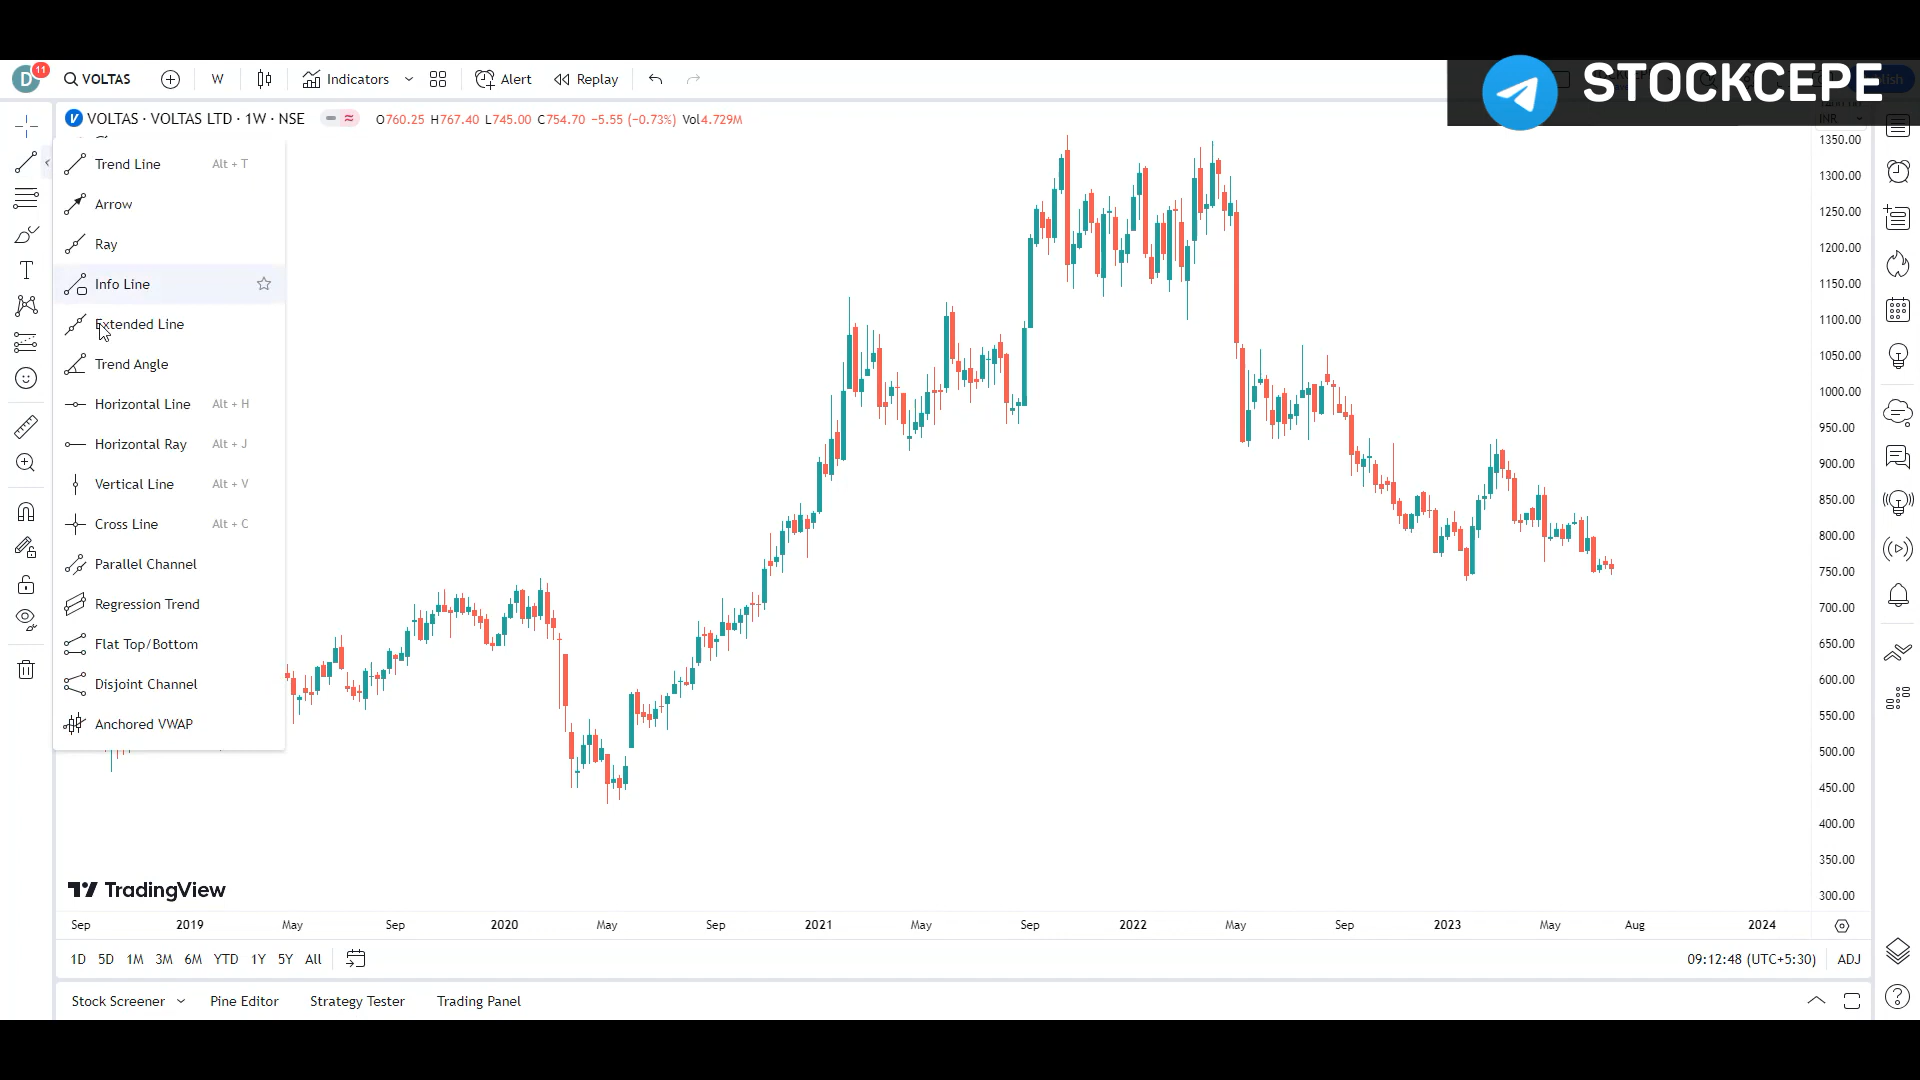 D 11 VOLTAS W Indicators Alert Replay
STOCKCEPE
VOLTAS · VOLTAS LTD · 1W · NSE O760.25 H767.40 L745.00 C754.70 −5.55 (−0.73%) Vol4.729M
INR
Trend Line Alt + T
Arrow
Ray
Info Line
Extended Line
Trend Angle
Horizontal Line Alt + H
Horizontal Ray Alt + J
Vertical Line Alt + V
Cross Line Alt + C
Parallel Channel
Regression Trend
Flat Top/Bottom
Disjoint Channel
Anchored VWAP
1350.00
1300.00
1250.00
1200.00
1150.00
1100.00
1050.00
1000.00
950.00
900.00
850.00
800.00
750.00
700.00
650.00
600.00
550.00
500.00
450.00
400.00
350.00
300.00
TradingView
Sep 2019 May Sep 2020 May Sep 2021 May Sep 2022 May Sep 2023 May Aug 2024
1D 5D 1M 3M 6M YTD 1Y 5Y All 09:12:48 (UTC+5:30) ADJ
Stock Screener Pine Editor Strategy Tester Trading Panel